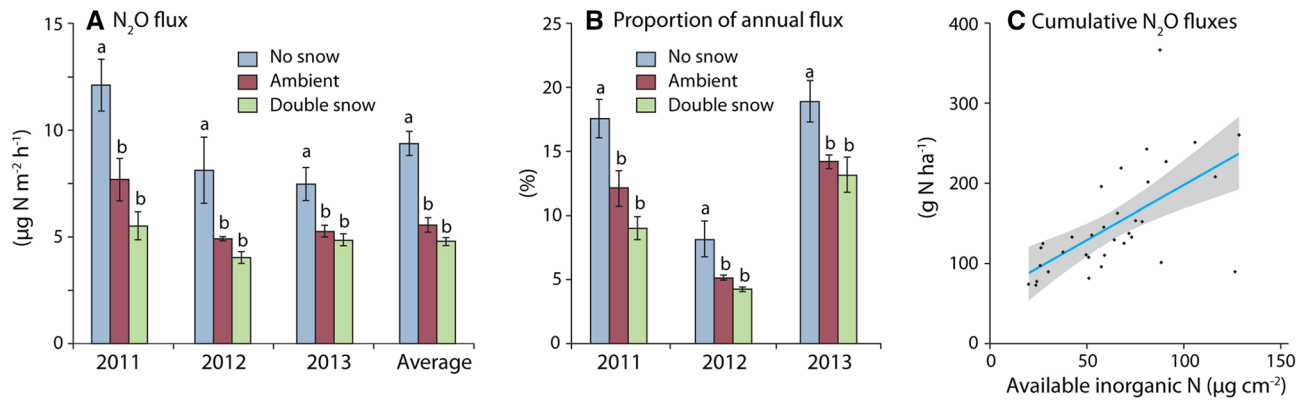 A N₂O flux
15
10
5
0
(µg N m⁻² h⁻¹)
No snow
Ambient
Double snow
a
b
b
a
b
b
a
b
b
a
b
b
2011
2012
2013
Average
B Proportion of annual flux
25
20
15
10
5
0
(%)
No snow
Ambient
Double snow
a
b
b
a
b
b
a
b
b
2011
2012
2013
C Cumulative N₂O fluxes
400
300
200
100
0
(g N ha⁻¹)
0
50
100
150
Available inorganic N (µg cm⁻²)